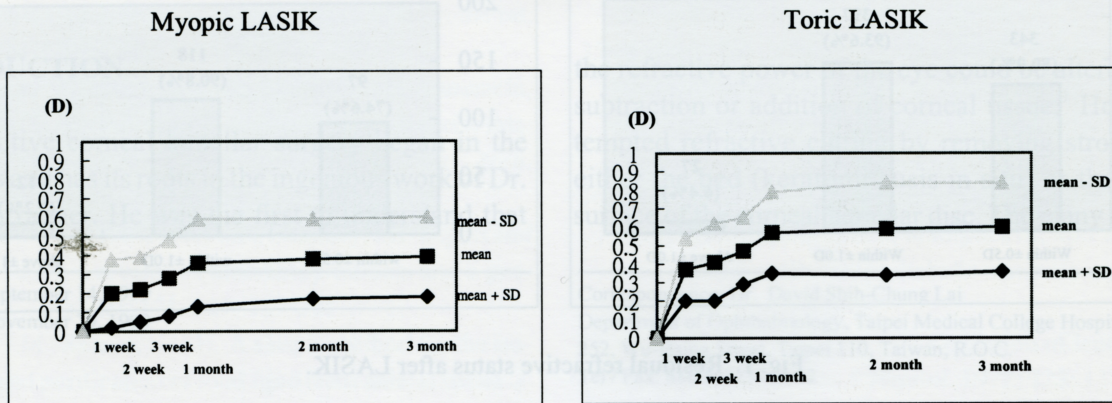 Myopic LASIK
(D)
0.9
0.8
0.7
0.6
0.5
0.4
0.3
0.2
0.1
0
mean - SD
mean
mean + SD
1 week 3 week 2 month 3 month
2 week 1 month
Toric LASIK
(D)
1
0.9
0.8
0.7
0.6
0.5
0.4
0.3
0.2
0.1
0
mean - SD
mean
mean + SD
1 week 3 week 2 month 3 month
2 week 1 month